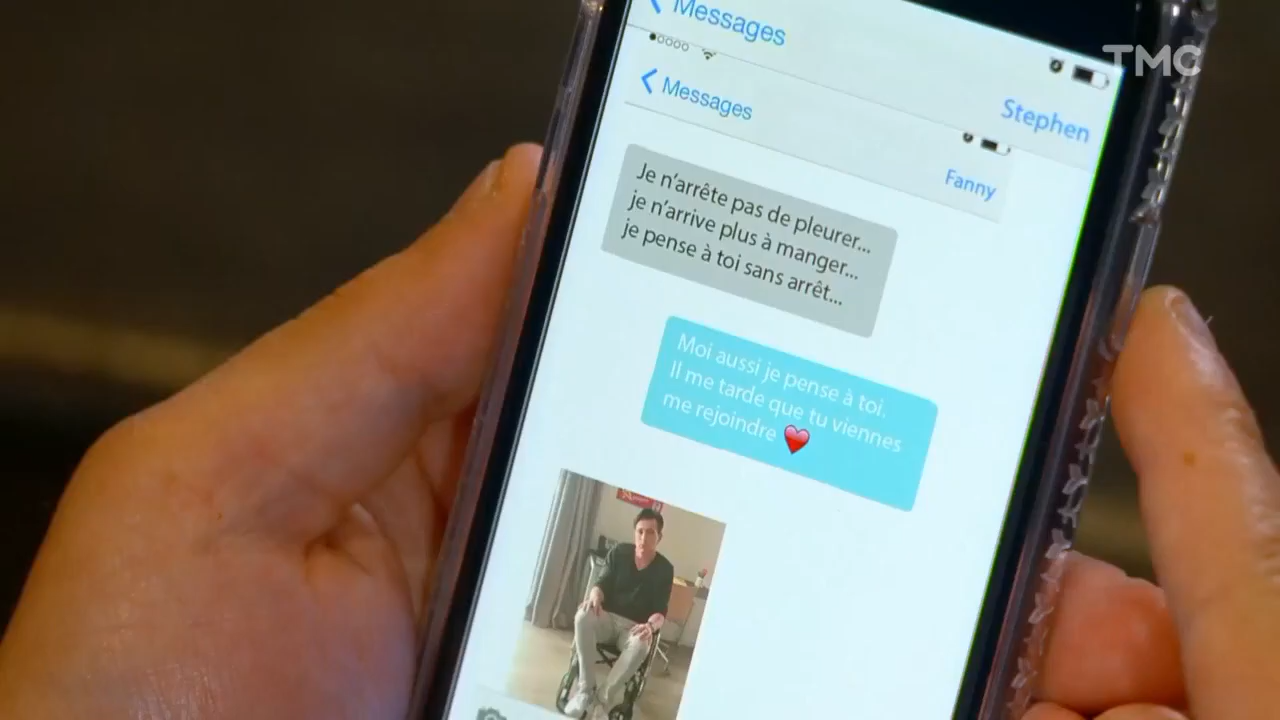 Messages
TMC
Stephen
Messages
Fanny
Je n'arrête pas de pleurer...
je n'arrive plus à manger...
je pense à toi sans arrêt...
Moi aussi je pense à toi.
Il me tarde que tu viennes
me rejoindre ❤️